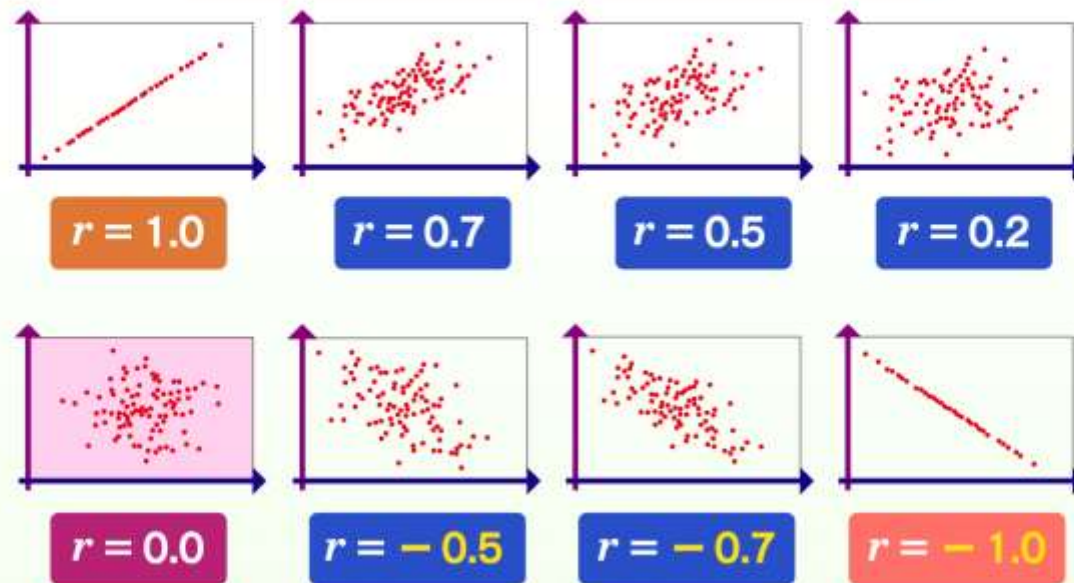 r = 1.0
r = 0.7
r = 0.5
r = 0.2
r = 0.0
r = − 0.5
r = − 0.7
r = − 1.0